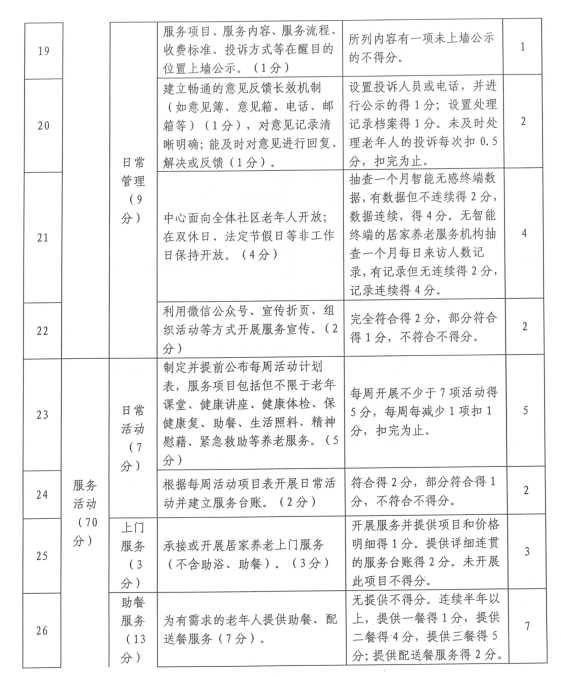 19
服务项目、服务内容、服务流程、
收费标准、投诉方式等在醒目的
位置上墙公示。（1分）
所列内容有一项未上墙公示
的不得分。
1
20
日常
管理
（9
分）
建立畅通的意见反馈长效机制
（如意见簿、意见箱、电话、邮
箱等）（1分），对意见记录清
晰明确；能及时对意见进行回复、
解决或反馈（1分）。
设置投诉人员或电话，并进
行公示的得1分；设置处理
记录档案得1分。未及时处
理老年人的投诉每次扣0.5
分，扣完为止。
2
21
中心面向全体社区老年人开放；
在双休日、法定节假日等非工作
日保持开放。（4分）
抽查一个月智能无感终端数
据，有数据但不连续得2分，
数据连续，得4分。无智能
终端的居家养老服务机构抽
查一个月每日来访人数记
录，有记录但无连续得2分，
记录连续得4分。
4
22
利用微信公众号、宣传折页、组
织活动等方式开展服务宣传。（2
分）
完全符合得2分，部分符合
得1分，不符合不得分。
2
23
服务
活动
（70
分）
日常
活动
（7
分）
制定并提前公布每周活动计划
表，服务项目包括但不限于老年
课堂、健康讲座、健康体检、保
健康复、助餐、生活照料、精神
慰藉、紧急救助等养老服务。（5
分）
每周开展不少于7项活动得
5分，每周每减少1项扣1
分，扣完为止。
5
24
根据每周活动项目表开展日常活
动并建立服务台账。（2分）
符合得2分，部分符合得1
分，不符合不得分。
2
25
上门
服务
（3
分）
承接或开展居家养老上门服务
（不含助浴、助餐）。（3分）
开展服务并提供项目和价格
明细得1分。提供详细连贯
的服务台账得2分。未开展
此项目不得分。
3
26
助餐
服务
（13
分）
为有需求的老年人提供助餐、配
送餐服务（7分）。
无提供不得分。连续半年以
上，提供一餐得1分，提供
二餐得4分，提供三餐得5
分；提供配送餐服务得2分。
7